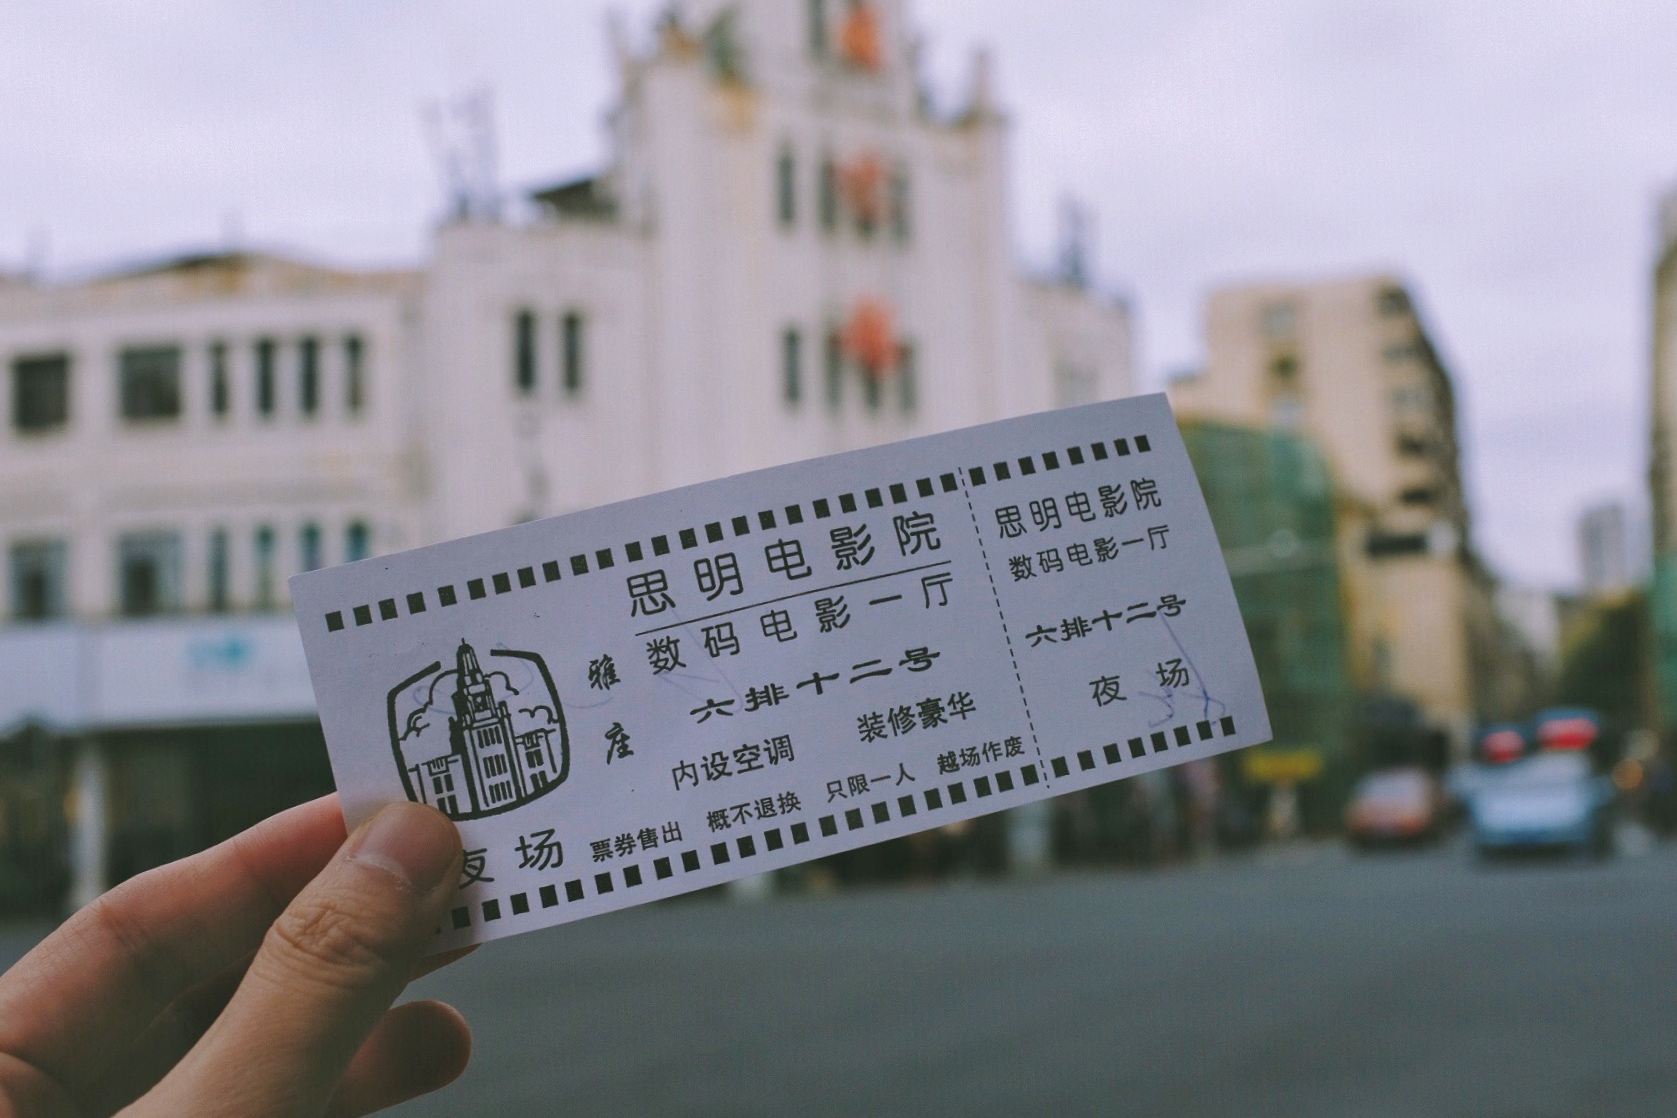 思明电影院
数码电影一厅
雅座
六排十二号
内设空调 装修豪华
夜场 票券售出 概不退换 只限一人 越场作废
思明电影院
数码电影一厅
六排十二号
夜场